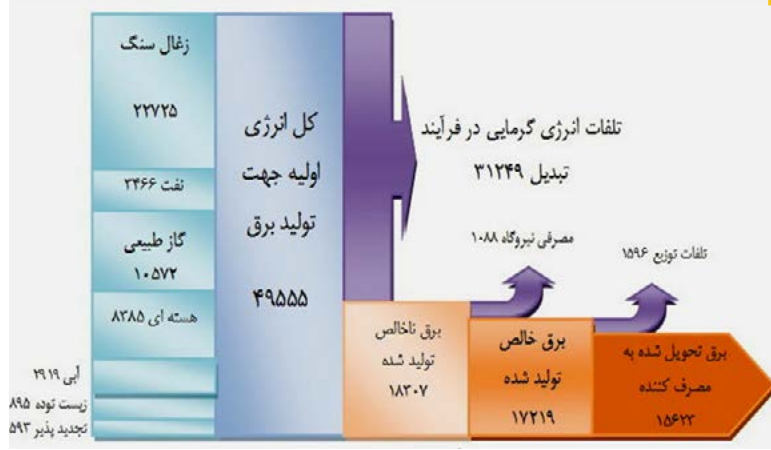 زغال سنگ
۲۲۷۲۵
نفت ۳۴۶۶
گاز طبیعی
۱۰۵۷۲
هسته ای ۸۳۸۵
آبی ۲۹۱۹
زیست توده ۸۹۵
تجدید پذیر ۵۹۳
کل انرژی
اولیه جهت
تولید برق
۴۹۵۵۵
تلفات انرژی گرمایی در فرآیند
تبدیل ۳۱۲۴۹
مصرفی نیروگاه ۱۰۸۸
تلفات توزیع ۱۵۹۶
برق ناخالص
تولید شده
۱۸۳۰۷
برق خالص
تولید شده
۱۷۲۱۹
برق تحویل شده به
مصرف کننده
۱۵۶۲۳